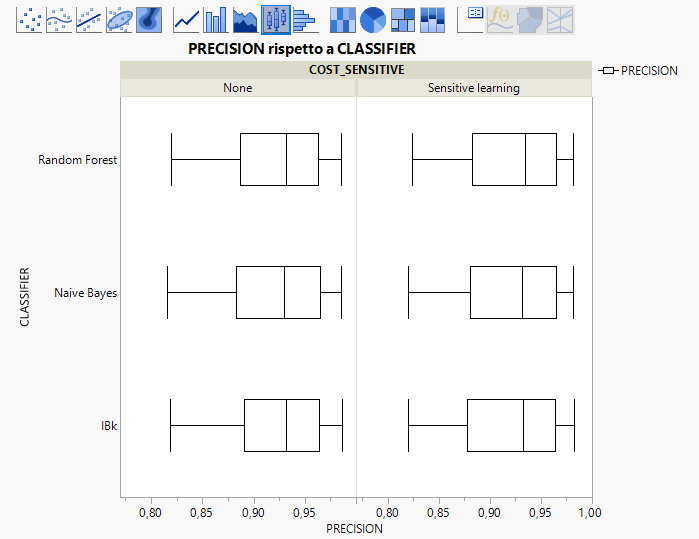 PRECISION rispetto a CLASSIFIER
COST_SENSITIVE
None Sensitive learning
PRECISION
Random Forest
Naive Bayes
IBk
CLASSIFIER
0,80 0,85 0,90 0,95 0,80 0,85 0,90 0,95 1,00
PRECISION